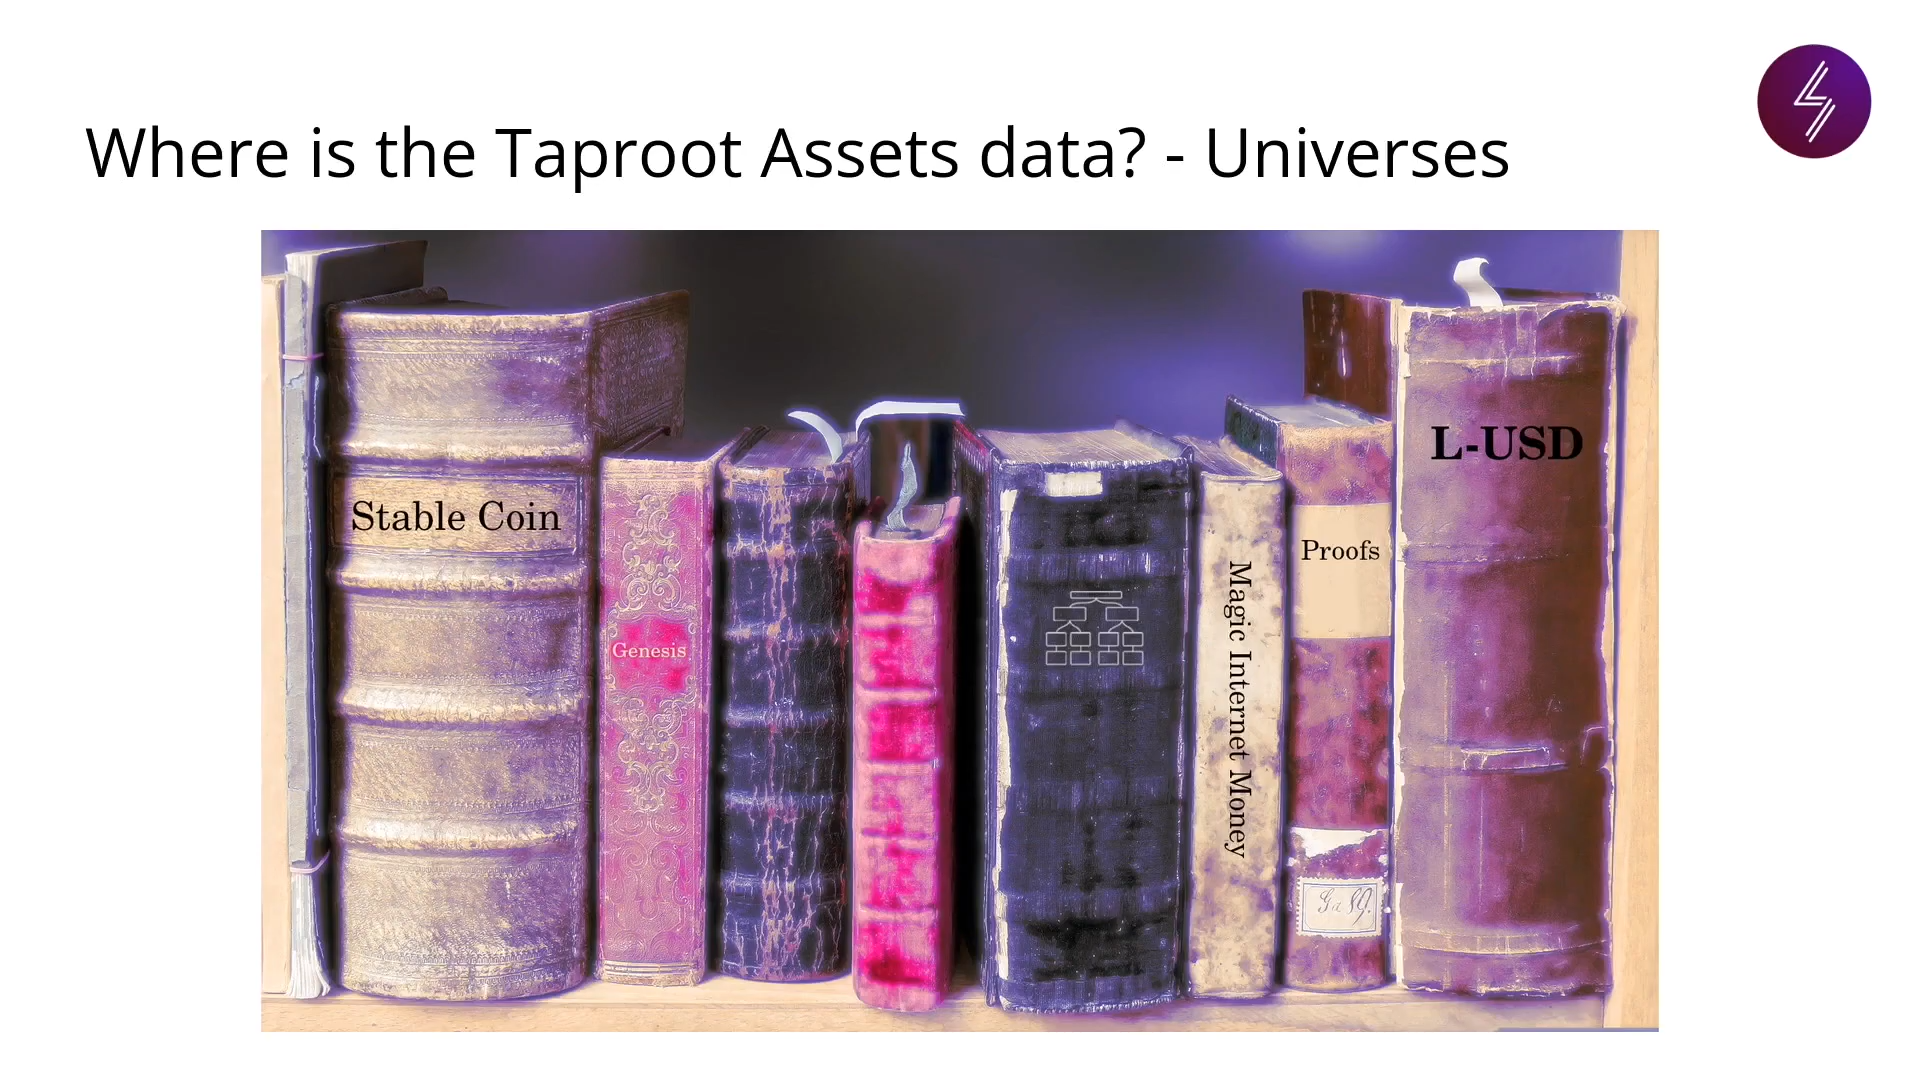 Where is the Taproot Assets data? - Universes
Stable Coin
Genesis
Magic Internet Money
Proofs
L-USD